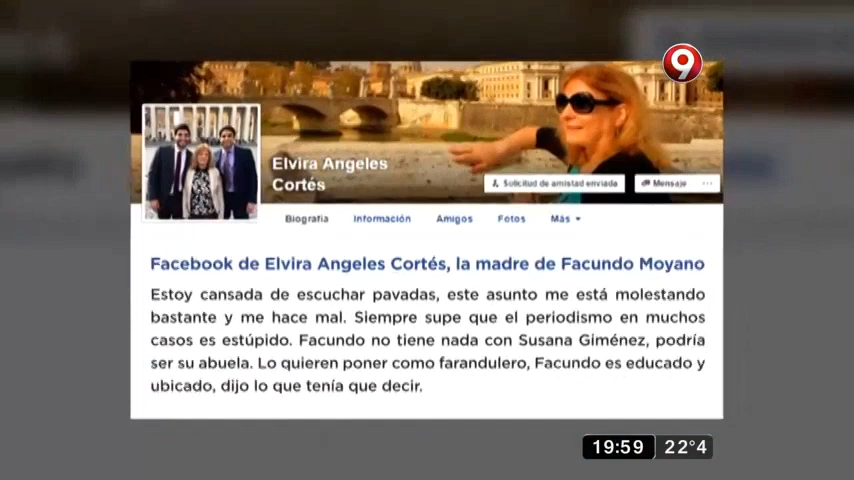 9
Elvira Angeles
Cortés
Solicitud de amistad enviada
Mensaje ...
Biografía Información Amigos Fotos Más
Facebook de Elvira Angeles Cortés, la madre de Facundo Moyano
Estoy cansada de escuchar pavadas, este asunto me está molestando
bastante y me hace mal. Siempre supe que el periodismo en muchos
casos es estúpido. Facundo no tiene nada con Susana Giménez, podría
ser su abuela. Lo quieren poner como farandulero, Facundo es educado y
ubicado, dijo lo que tenía que decir.
19:59 22°4